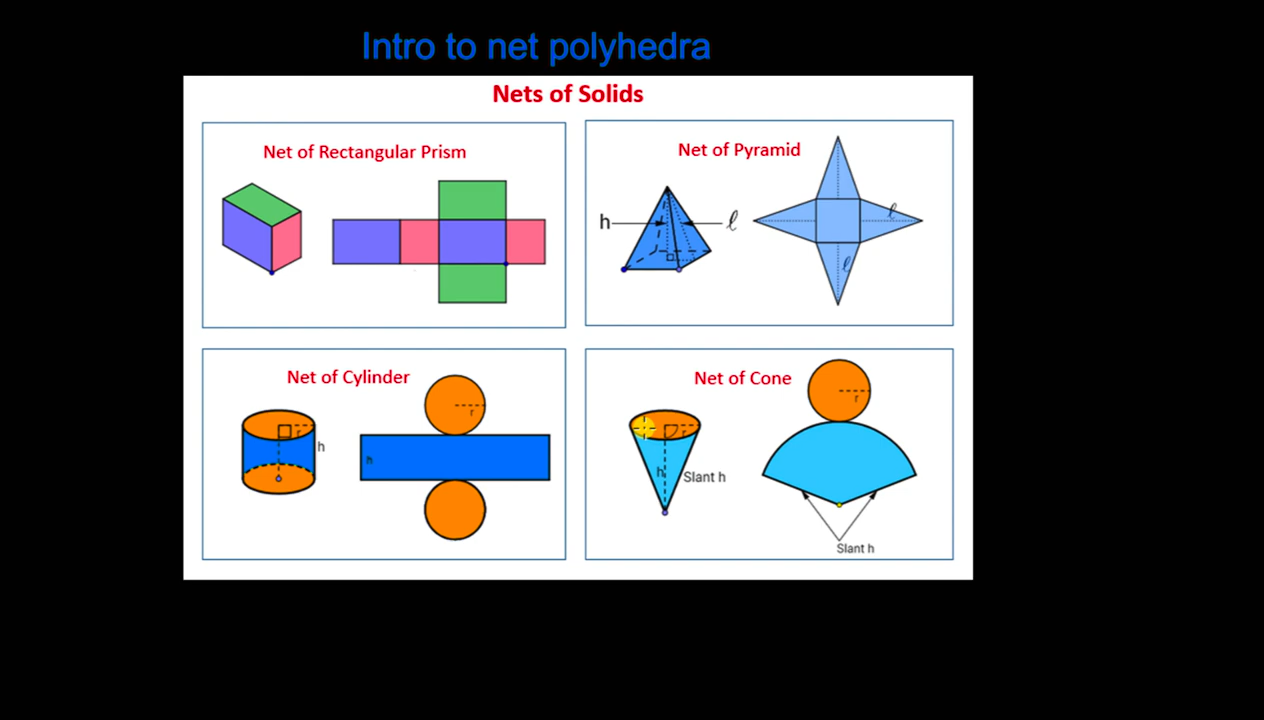 Intro to net polyhedra
Nets of Solids
Net of Rectangular Prism
Net of Pyramid
h
ℓ
ℓ
ℓ
Net of Cylinder
r
h
r
h
Net of Cone
r
h
Slant h
r
Slant h